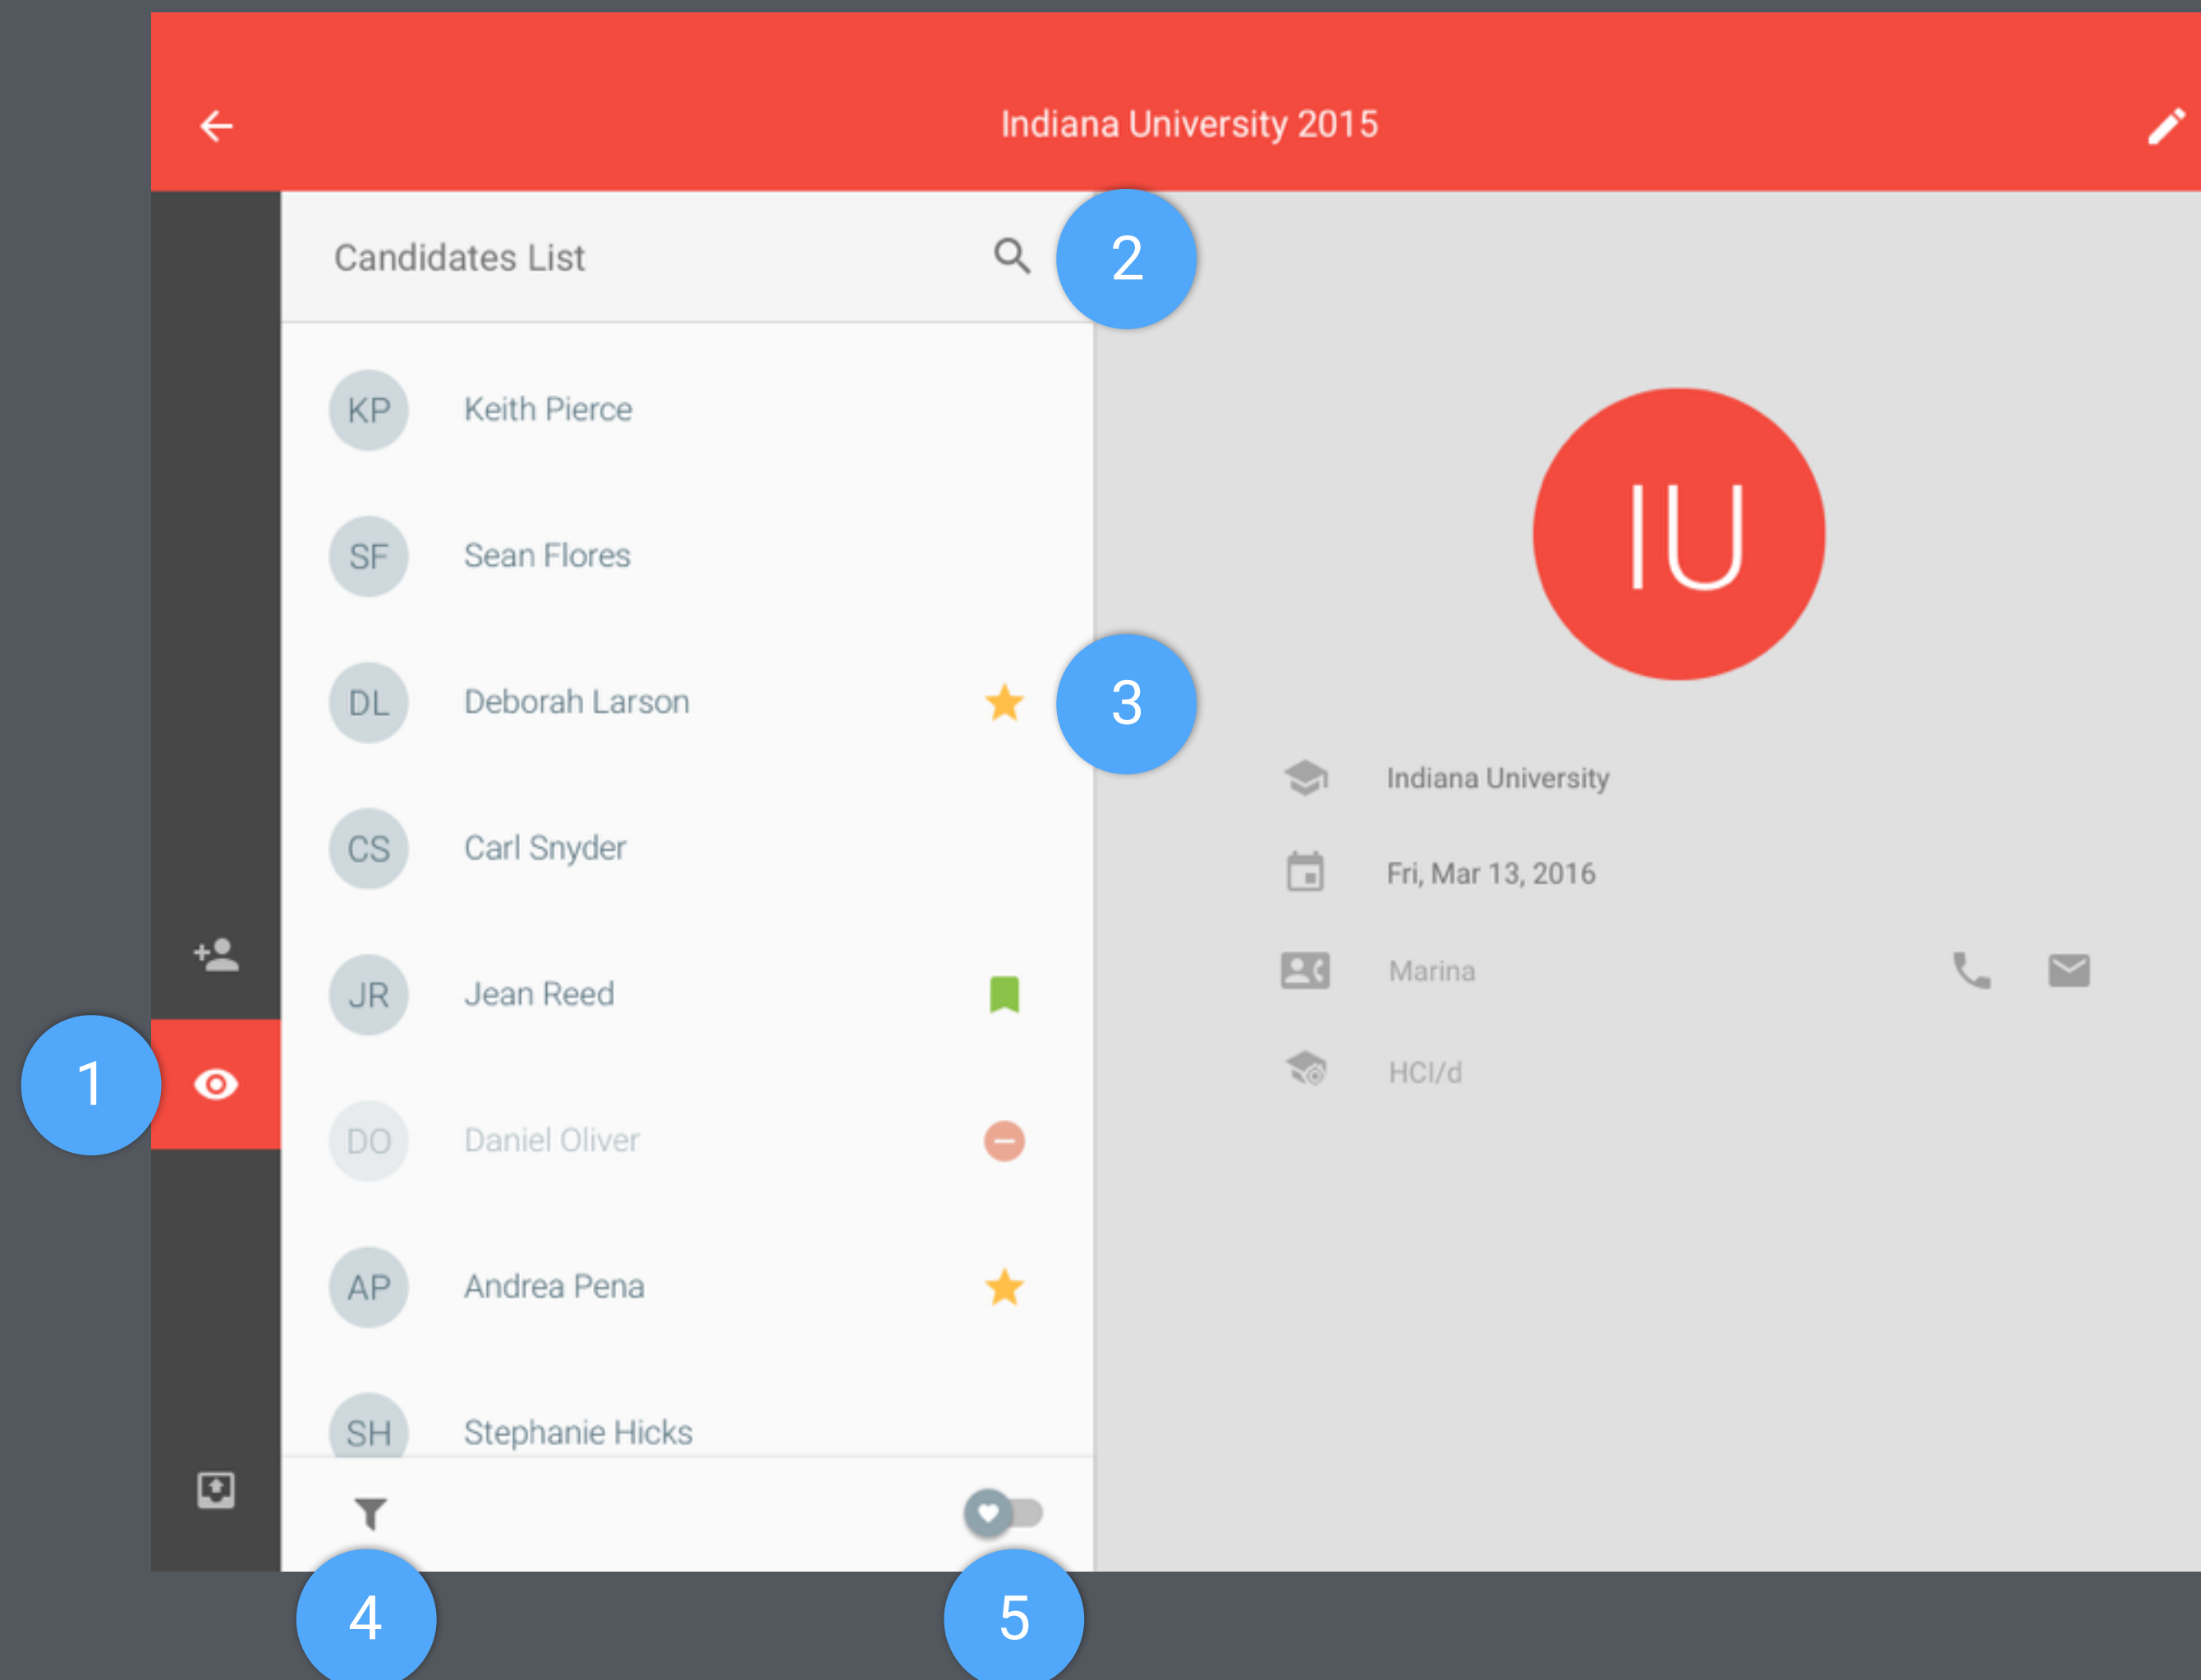 Indiana University 2015
Candidates List
2
KP Keith Pierce
SF Sean Flores
DL Deborah Larson
3
CS Carl Snyder
JR Jean Reed
1
DO Daniel Oliver
AP Andrea Pena
SH Stephanie Hicks
4
5
IU
Indiana University
Fri, Mar 13, 2016
Marina
HCI/d